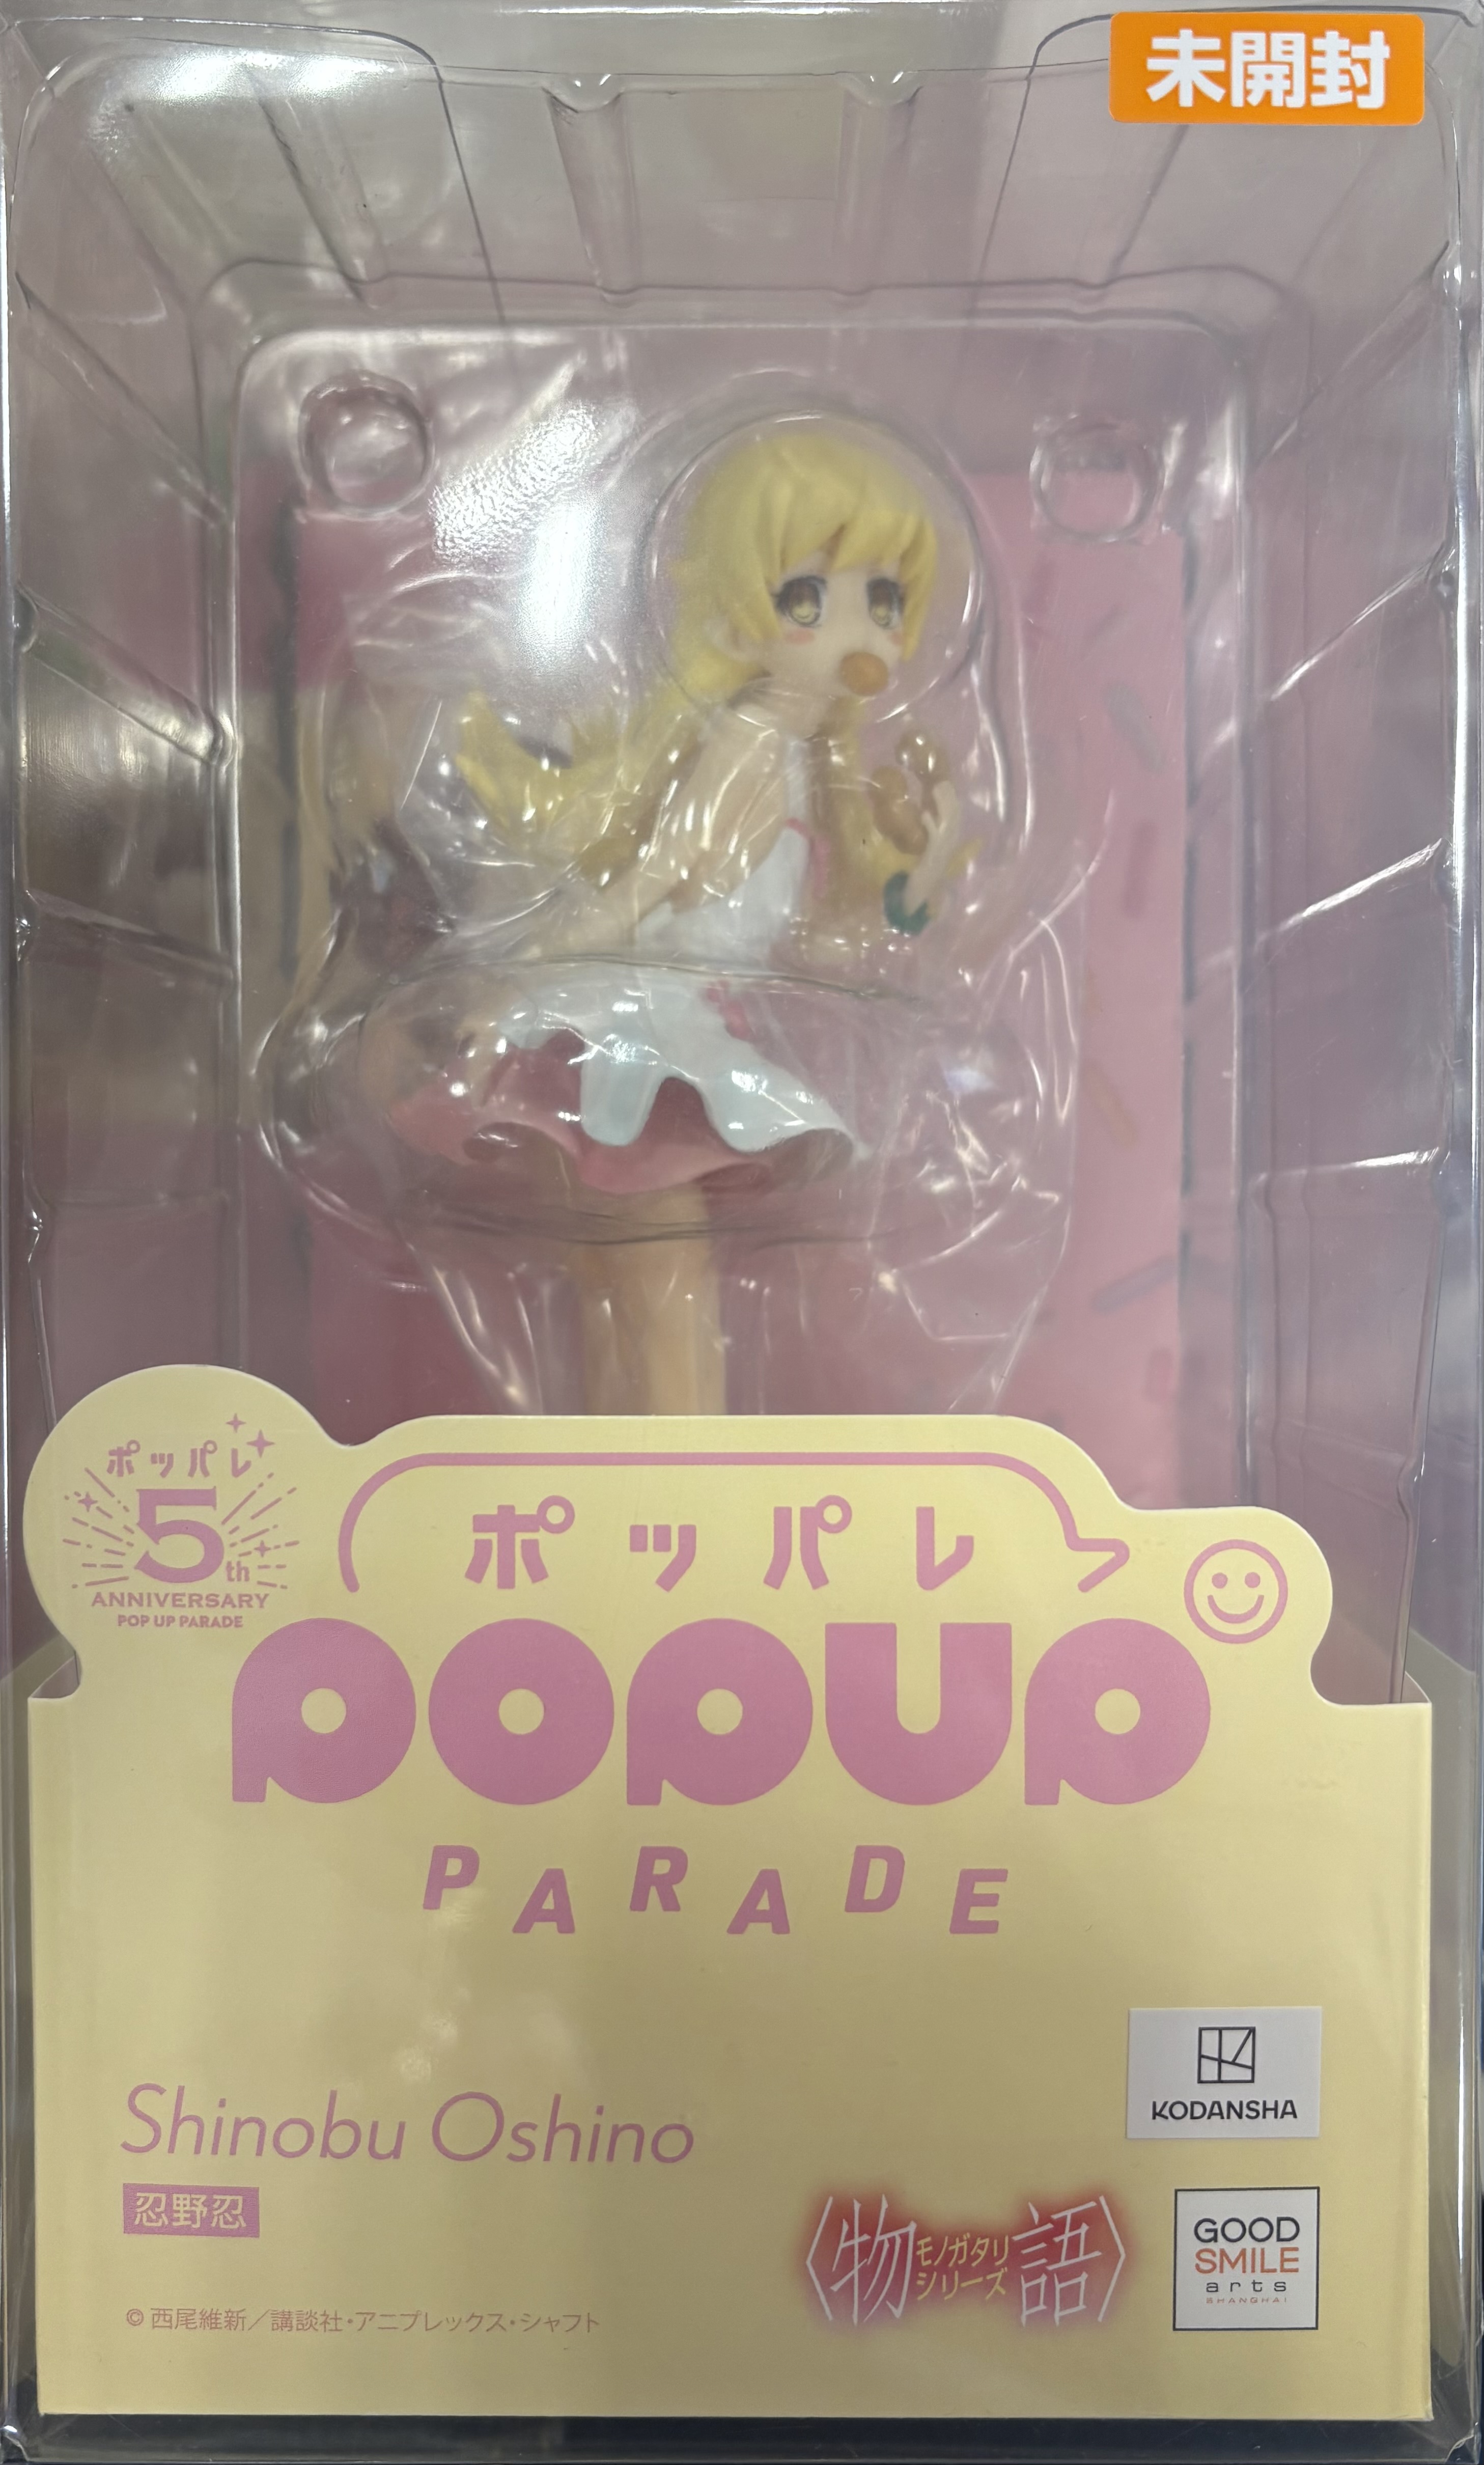 未開封
ポッパレ
5th
ANNIVERSARY
POP UP PARADE
ポッパレ
POPUP
PARADE
KODANSHA
Shinobu Oshino
忍野忍
〈物語〉
モノガタリ
シリーズ
GOOD
SMILE
arts
SHANGHAI
© 西尾維新／講談社・アニプレックス・シャフト